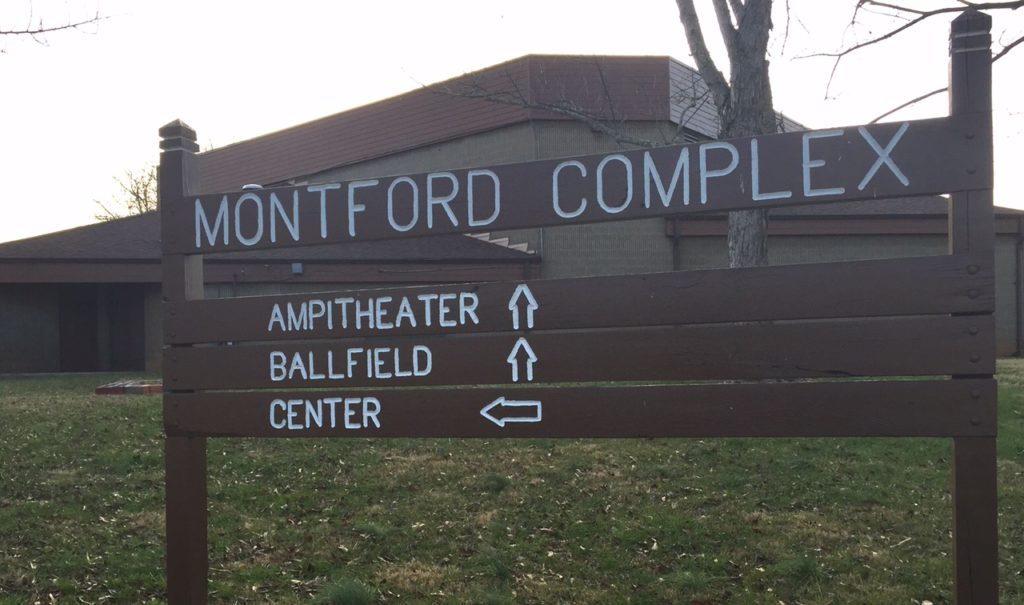 MONTFORD COMPLEX
AMPITHEATER
BALLFIELD
CENTER